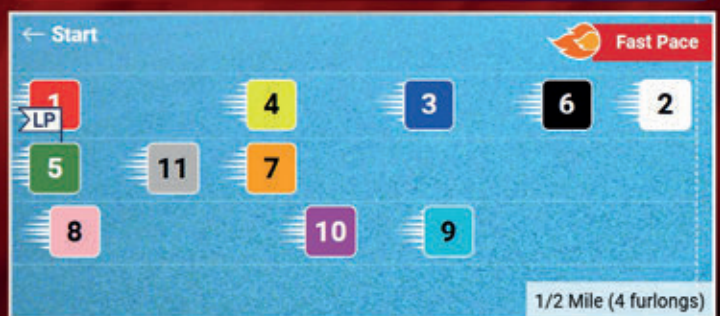 ← Start
Fast Pace
1 4 3 6 2
LP
5 11 7
8 10 9
1/2 Mile (4 furlongs)